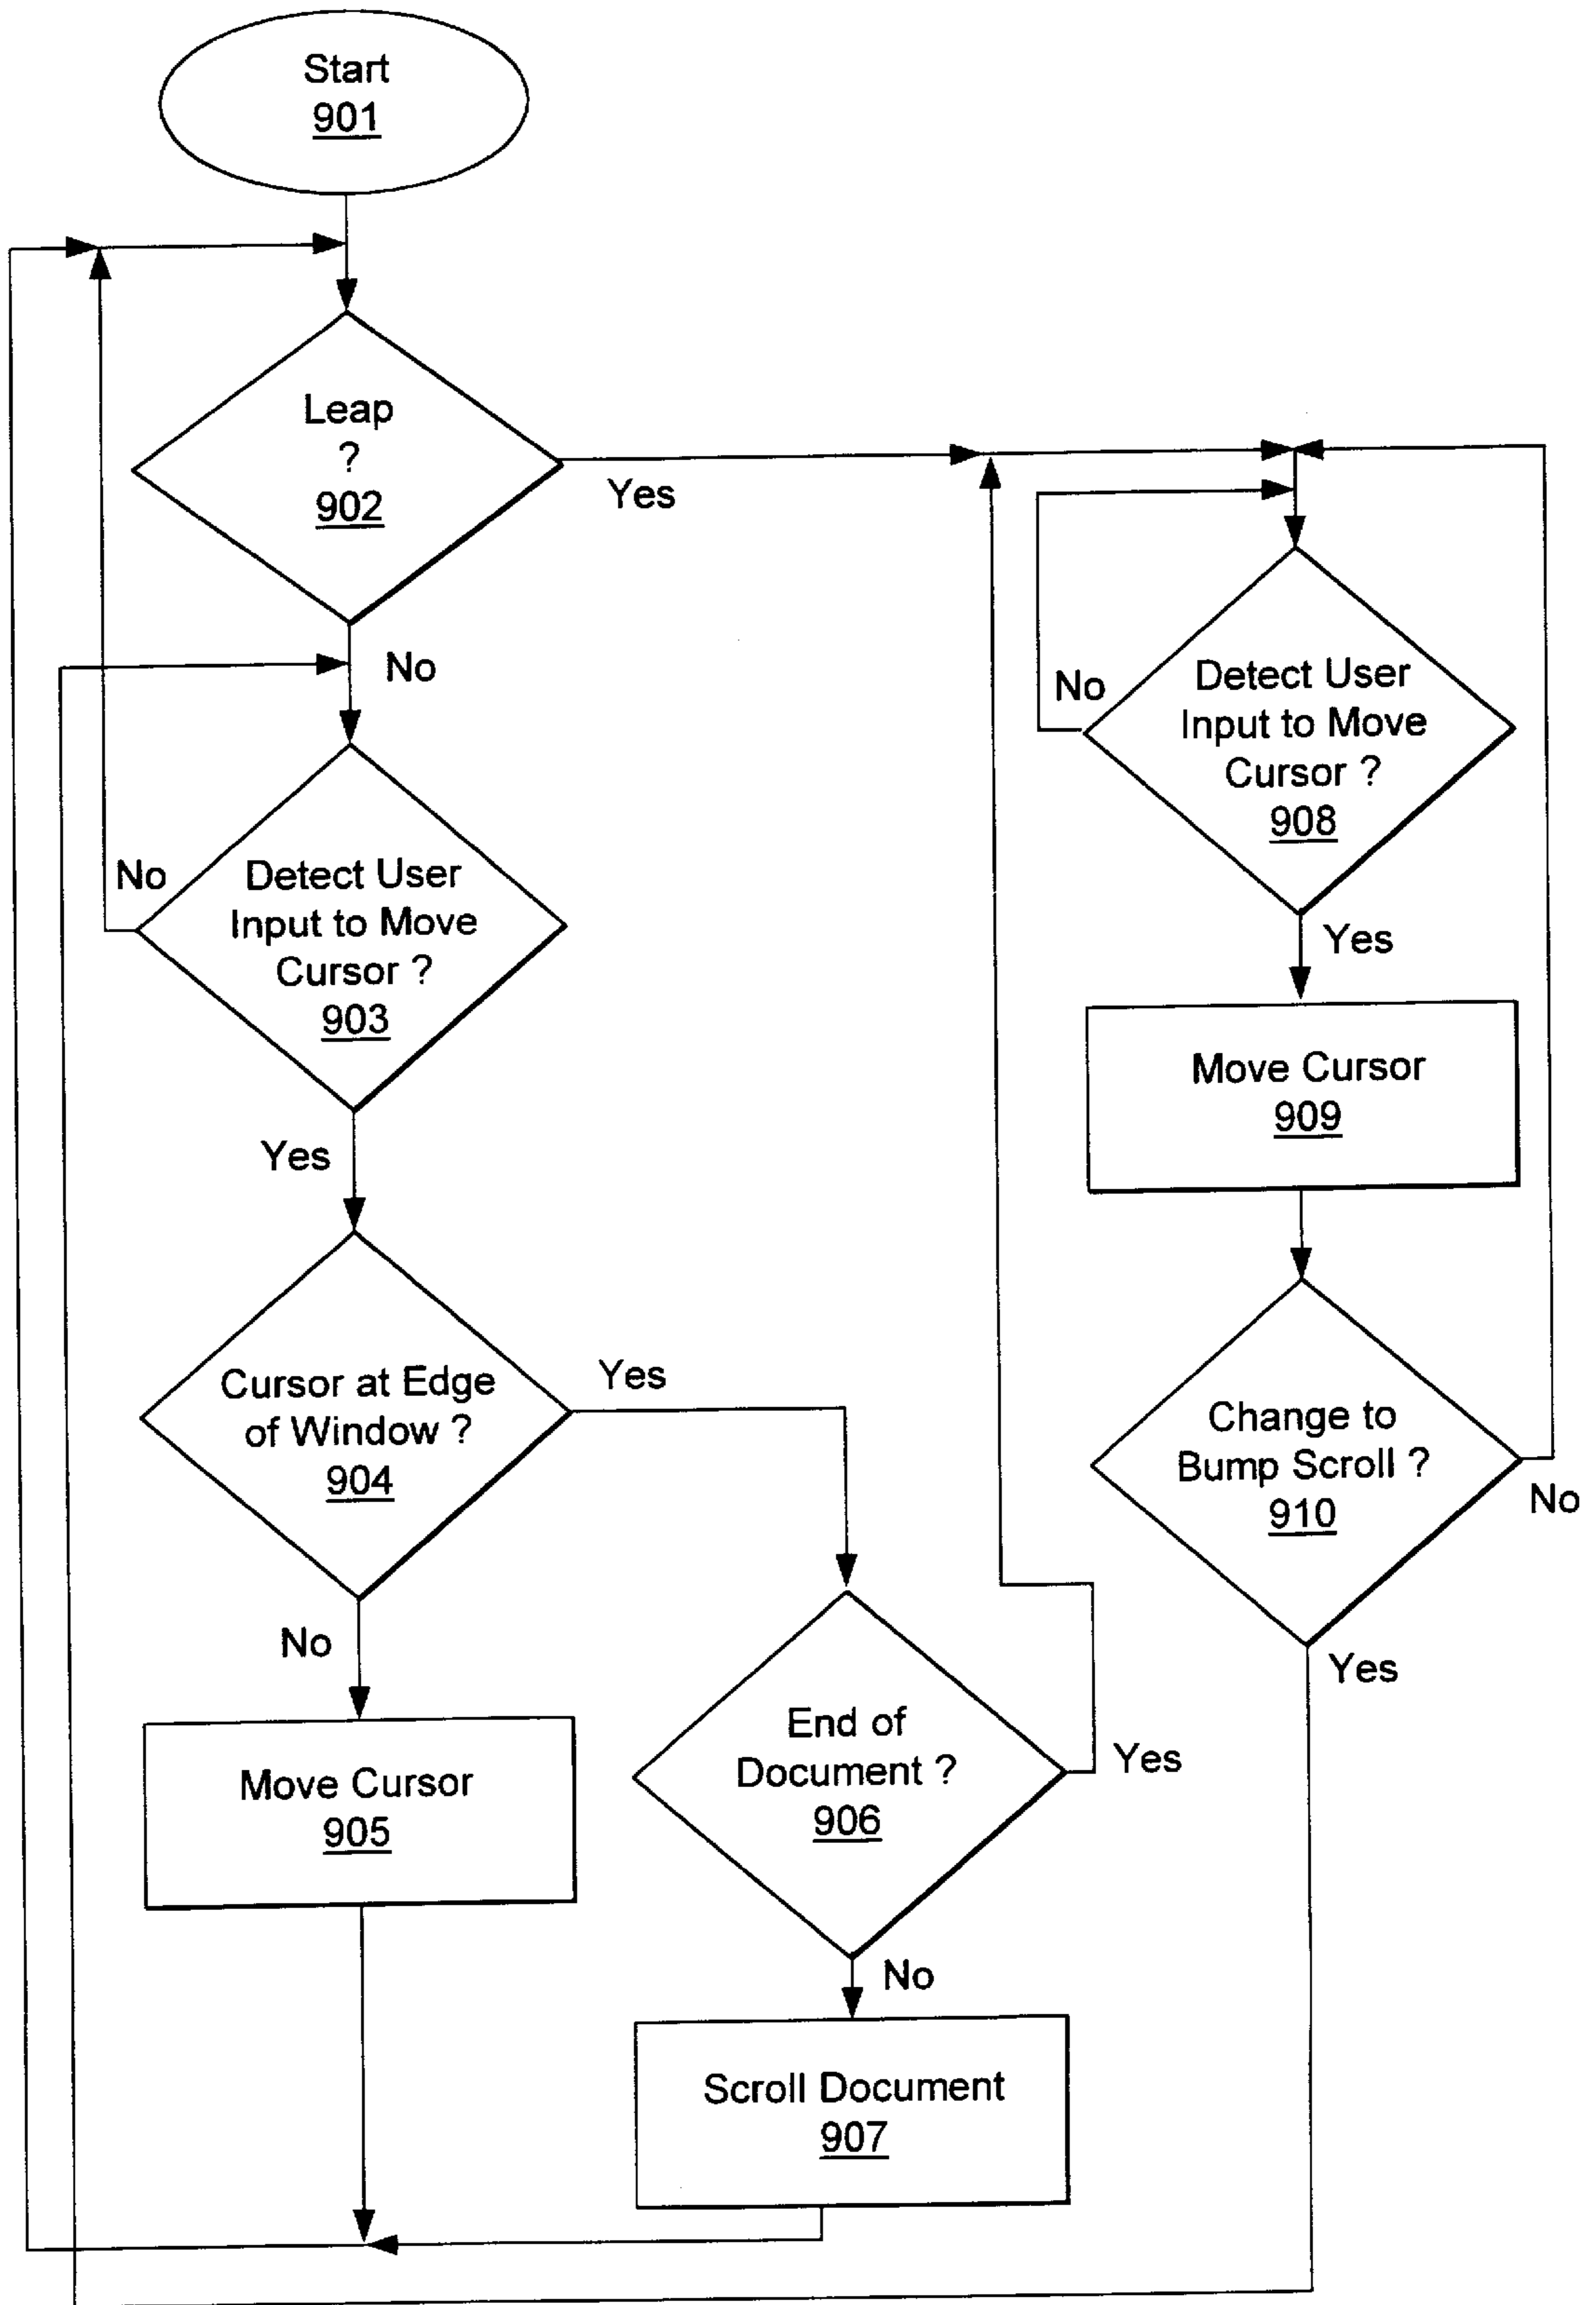 Start
901
Leap
?
902
Yes
No
Detect User
Input to Move
Cursor ?
903
No
Yes
Cursor at Edge
of Window ?
904
Yes
No
Move Cursor
905
End of
Document ?
906
Yes
No
Scroll Document
907
Detect User
Input to Move
Cursor ?
908
No
Yes
Move Cursor
909
Change to
Bump Scroll ?
910
No
Yes